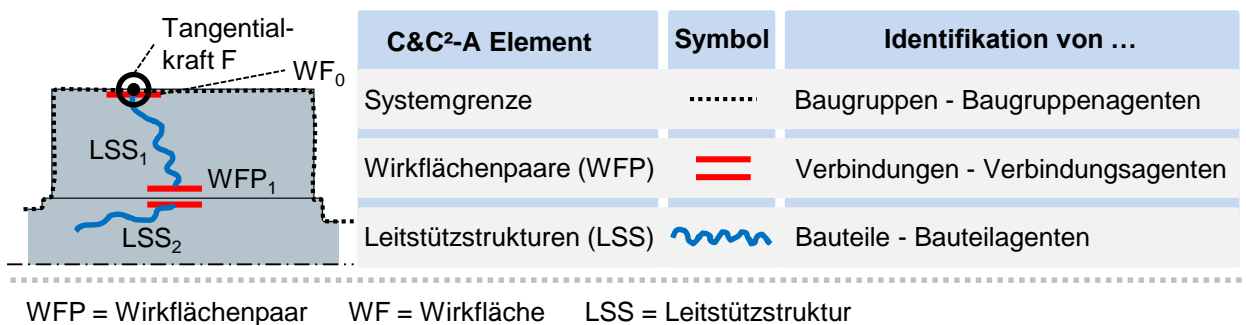 Tangential-
kraft F
WF₀
LSS₁
WFP₁
LSS₂
C&C²-A Element Symbol Identifikation von …
Systemgrenze Baugruppen - Baugruppenagenten
Wirkflächenpaare (WFP) Verbindungen - Verbindungsagenten
Leitstützstrukturen (LSS) Bauteile - Bauteilagenten
WFP = Wirkflächenpaar WF = Wirkfläche LSS = Leitstützstruktur